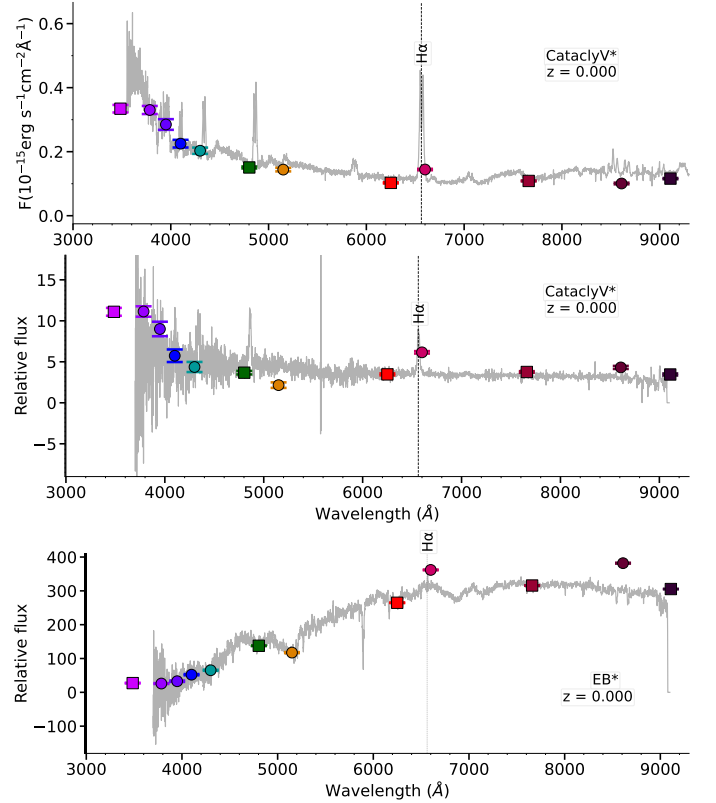 0.6
0.4
0.2
0.0
F(10⁻¹⁵erg s⁻¹cm⁻²Å⁻¹)
Hα
CataclyV*
z = 0.000
3000 4000 5000 6000 7000 8000 9000
15
10
5
0
−5
Relative flux
Hα
CataclyV*
z = 0.000
3000 4000 5000 6000 7000 8000 9000
Wavelength (Å)
400
300
200
100
0
−100
Relative flux
Hα
EB*
z = 0.000
3000 4000 5000 6000 7000 8000 9000
Wavelength (Å)